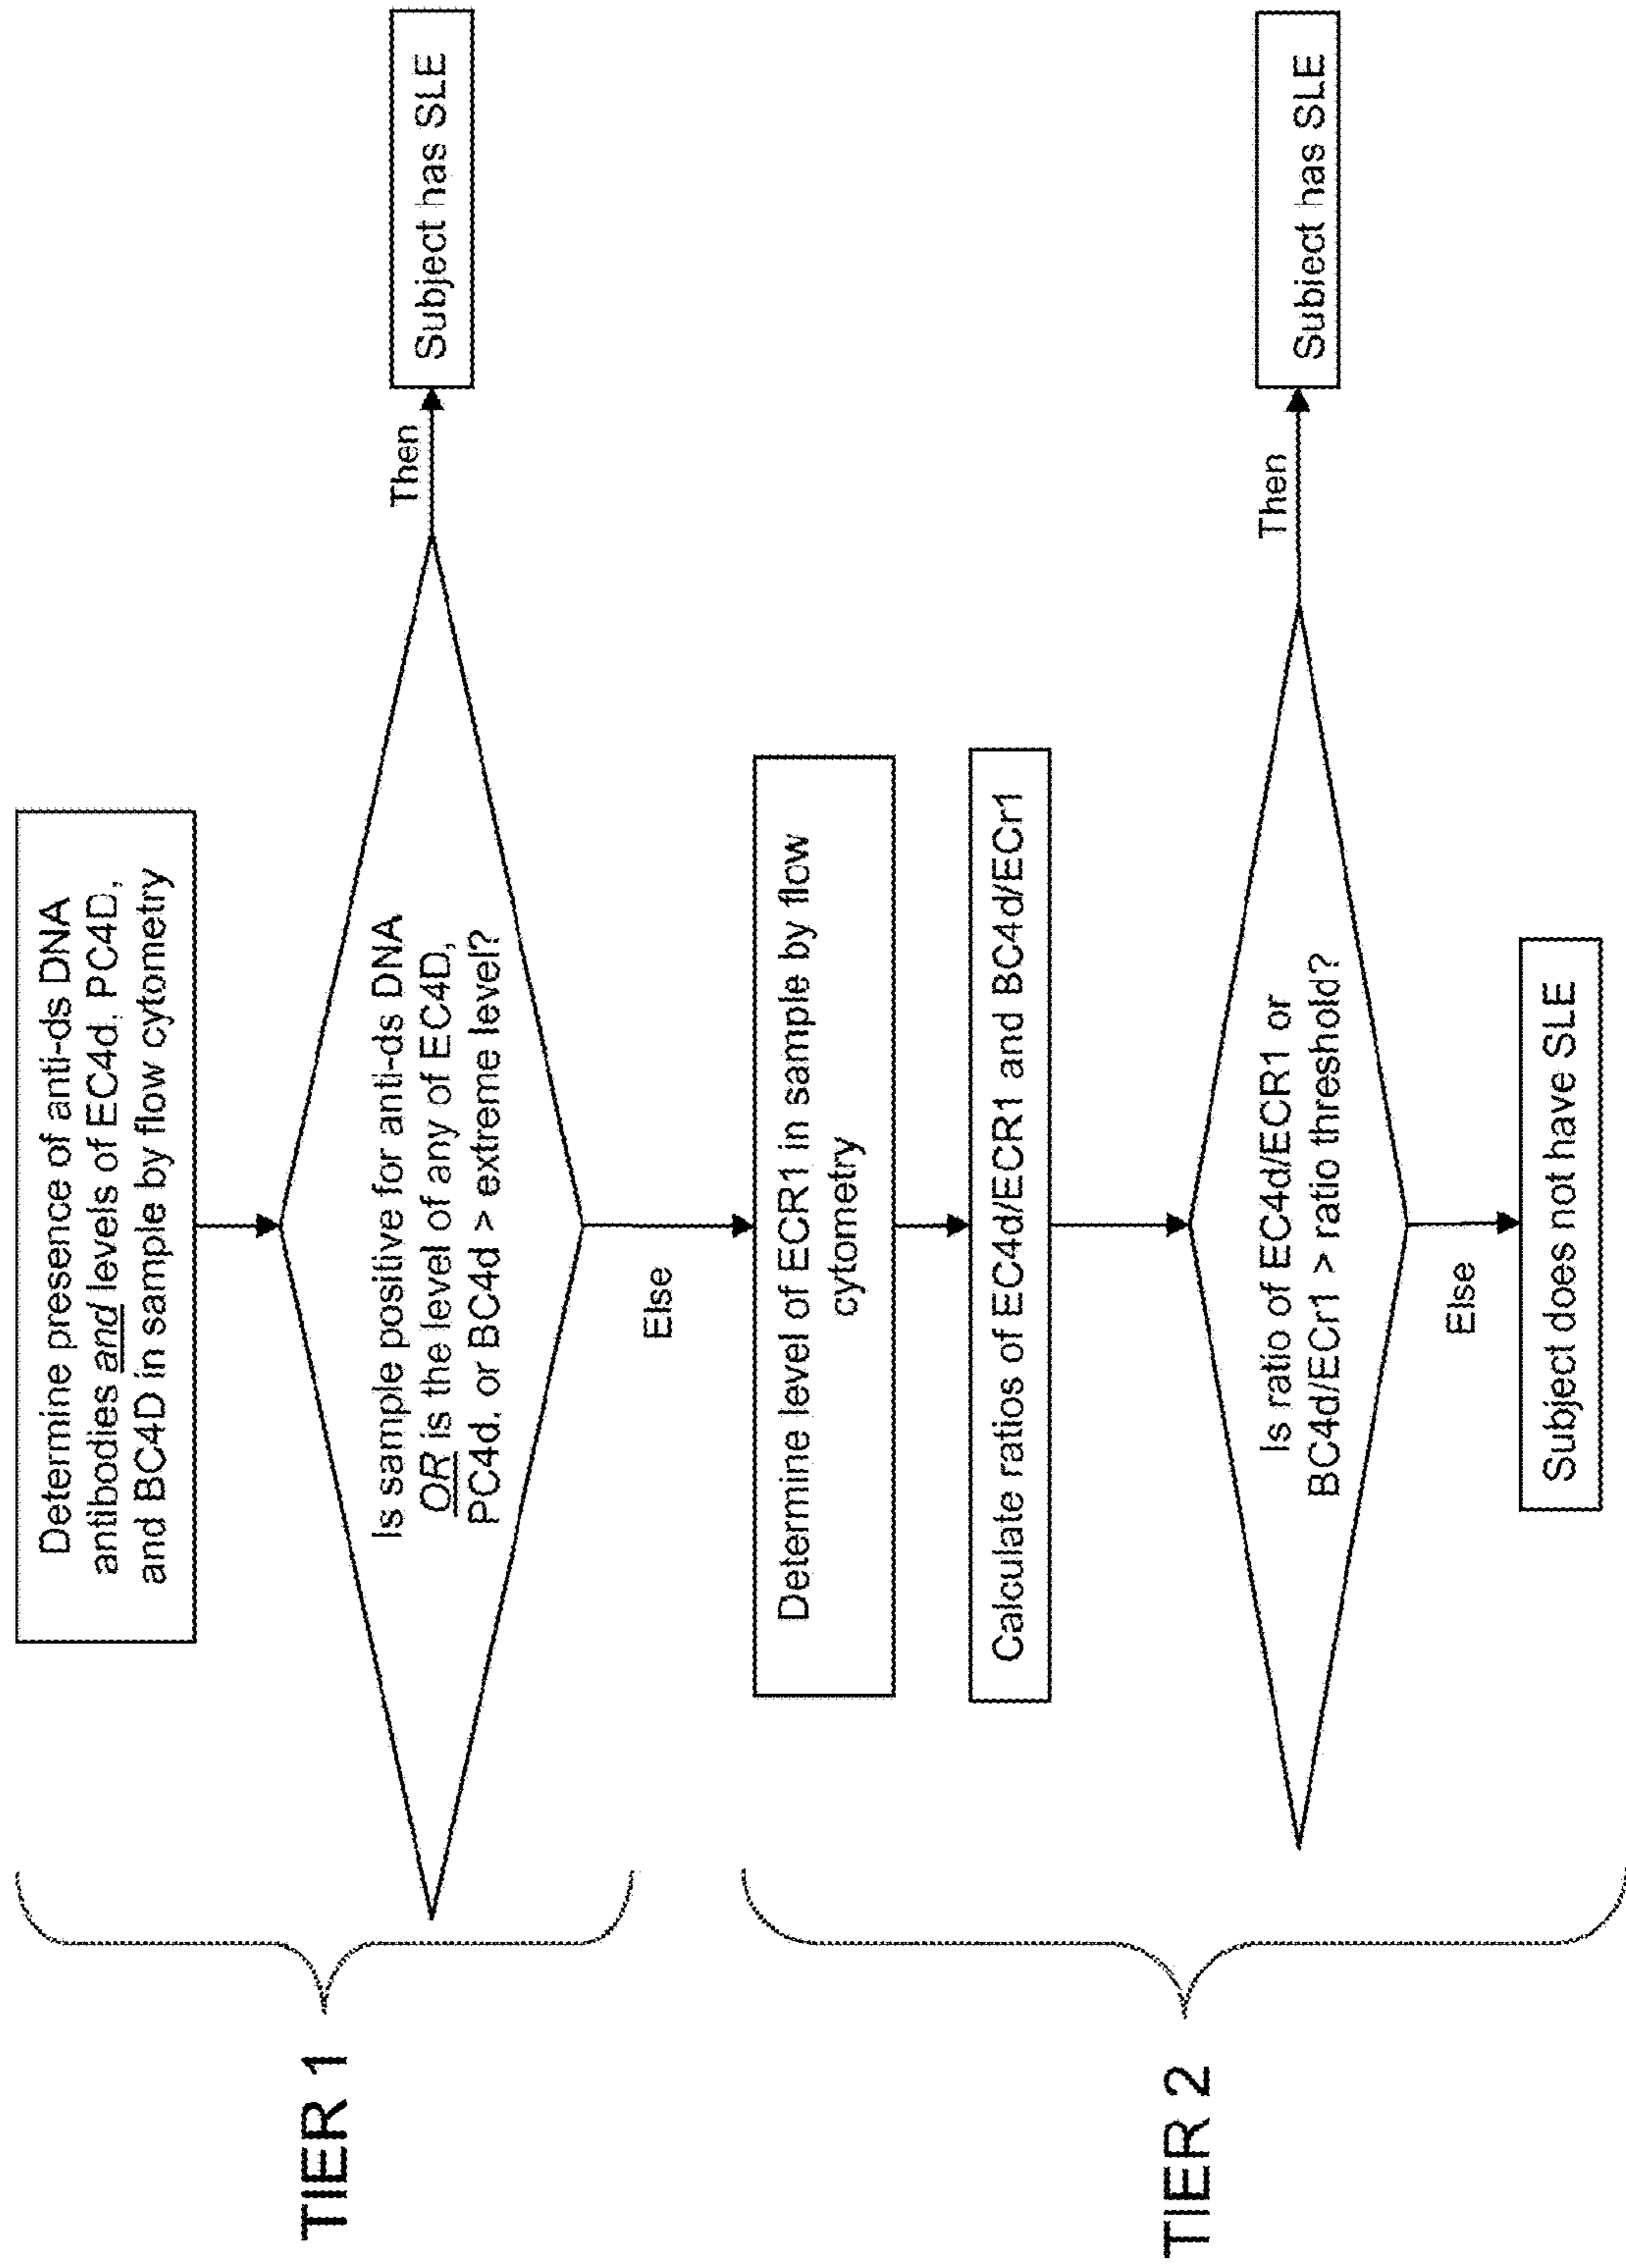 TIER 1
Determine presence of anti-ds DNA
antibodies and levels of EC4d, PC4D,
and BC4D in sample by flow cytometry
Is sample positive for anti-ds DNA
OR is the level of any of EC4D,
PC4d, or BC4d > extreme level?
Then
Subject has SLE
Else
TIER 2
Determine level of ECR1 in sample by flow
cytometry
Calculate ratios of EC4d/ECR1 and BC4d/ECr1
Is ratio of EC4d/ECR1 or
BC4d/ECr1 > ratio threshold?
Then
Subject has SLE
Else
Subject does not have SLE